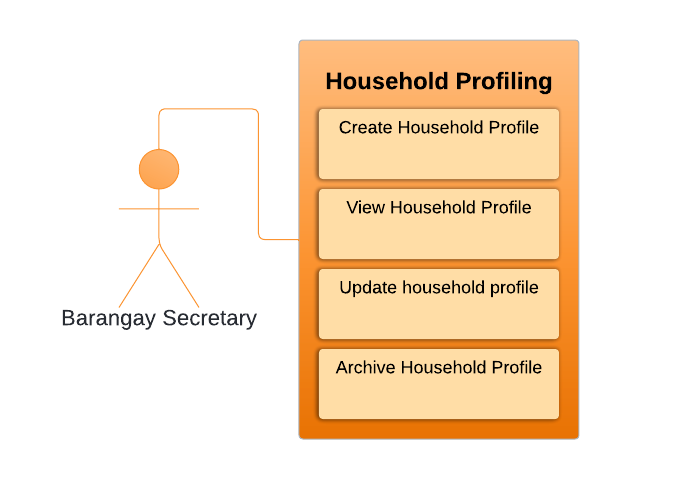 Household Profiling
Create Household Profile
View Household Profile
Update household profile
Archive Household Profile
Barangay Secretary